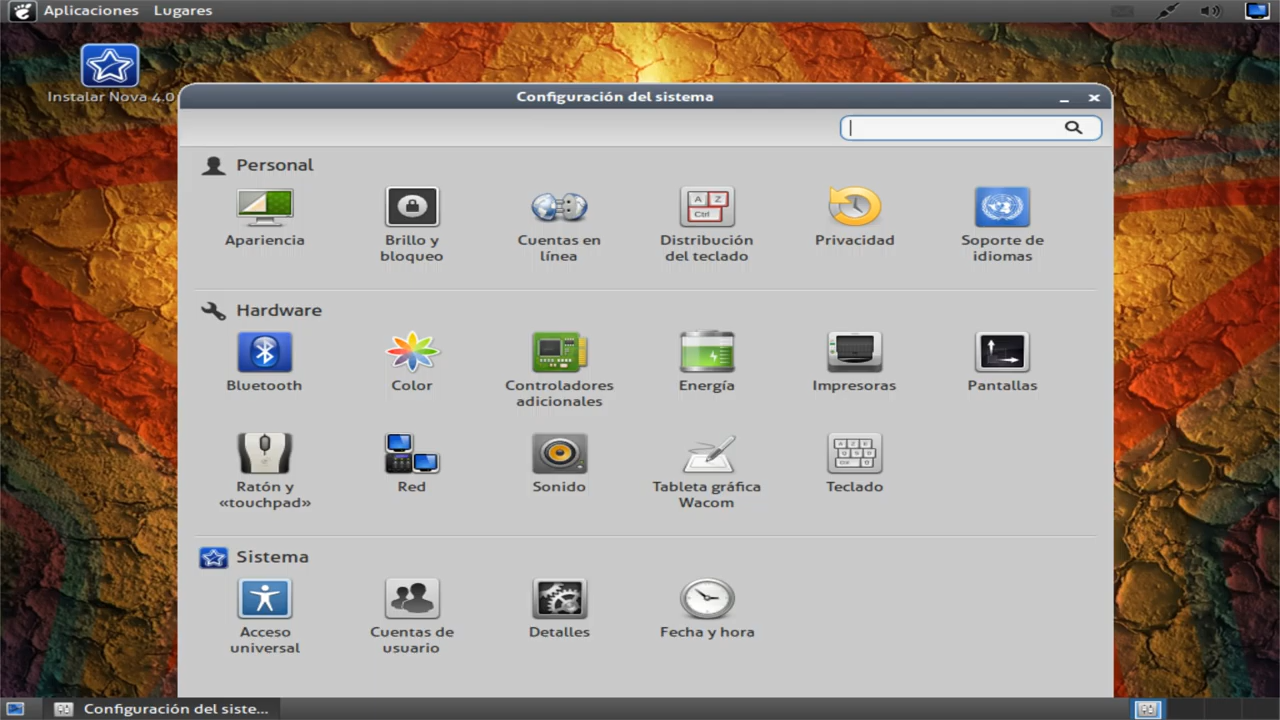 Aplicaciones Lugares
Instalar Nova 4.0
Configuración del sistema
Personal
Apariencia
Brillo y
bloqueo
Cuentas en
línea
A Z
Ctrl
Distribución
del teclado
Privacidad
Soporte de
idiomas
Hardware
Bluetooth
Color
Controladores
adicionales
Energía
Impresoras
Pantallas
Ratón y
«touchpad»
Red
Sonido
Tableta gráfica
Wacom
Teclado
Sistema
Acceso
universal
Cuentas de
usuario
Detalles
Fecha y hora
Configuración del siste...